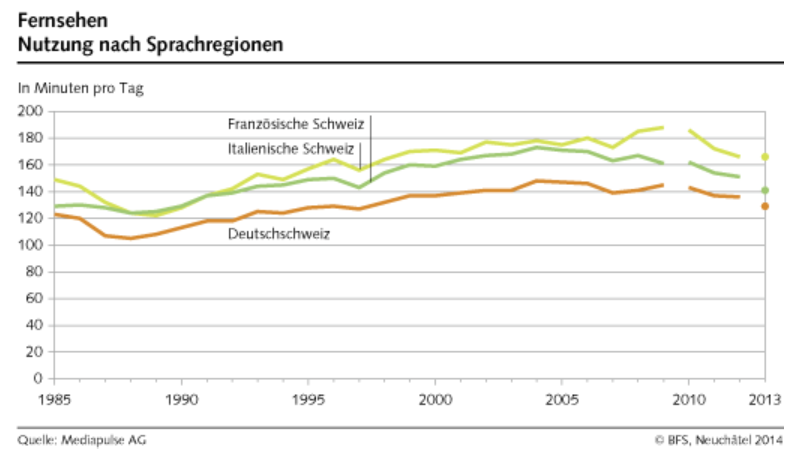 Fernsehen
Nutzung nach Sprachregionen
In Minuten pro Tag
200
180
160
140
120
100
80
60
40
20
0
Französische Schweiz
Italienische Schweiz
Deutschschweiz
1985 1990 1995 2000 2005 2010 2013
Quelle: Mediapulse AG
© BFS, Neuchâtel 2014